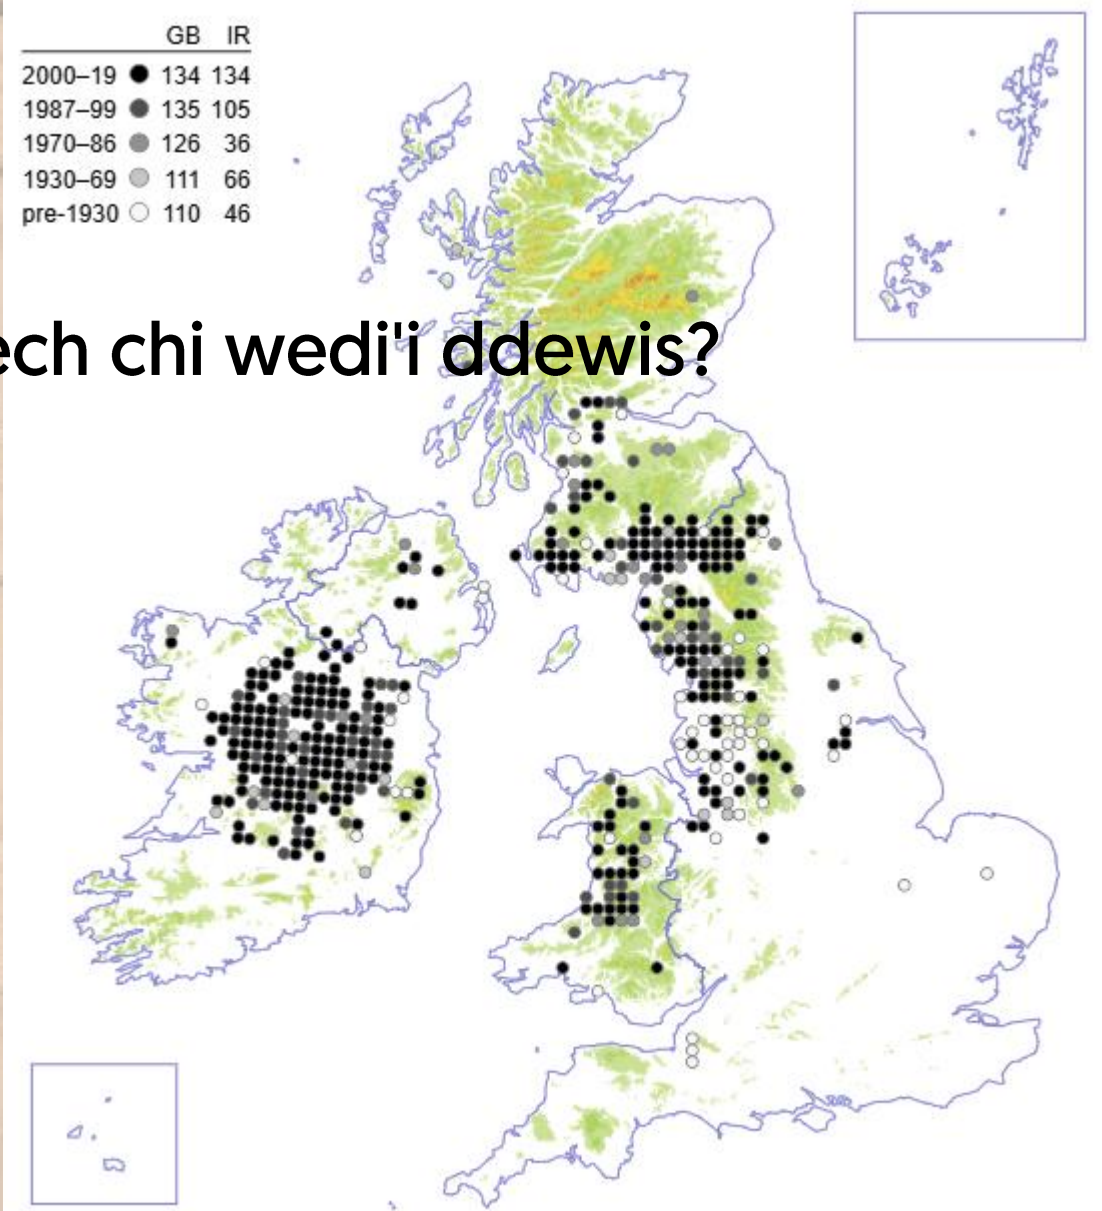 GB IR
2000–19 134 134
1987–99 135 105
1970–86 126 36
1930–69 111 66
pre-1930 110 46
ech chi wedi'i ddewis?